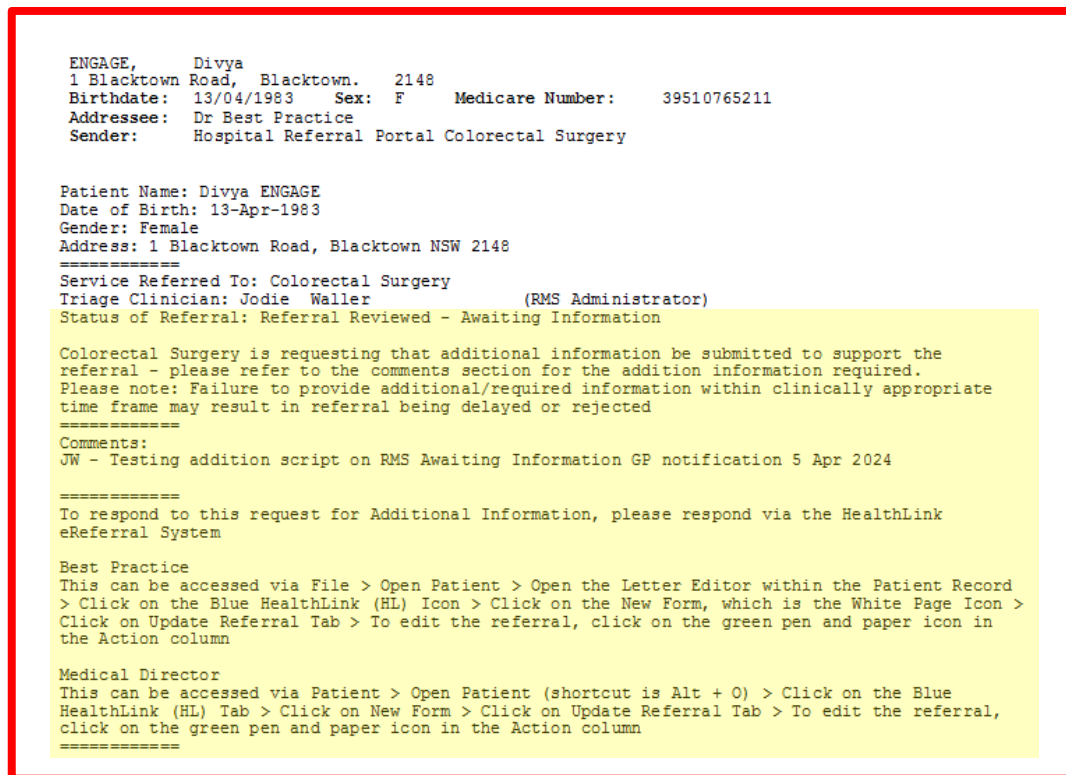 ENGAGE, Divya
1 Blacktown Road, Blacktown. 2148
Birthdate: 13/04/1983 Sex: F Medicare Number: 39510765211
Addressee: Dr Best Practice
Sender: Hospital Referral Portal Colorectal Surgery
Patient Name: Divya ENGAGE
Date of Birth: 13-Apr-1983
Gender: Female
Address: 1 Blacktown Road, Blacktown NSW 2148
============
Service Referred To: Colorectal Surgery
Triage Clinician: Jodie Waller (RMS Administrator)
Status of Referral: Referral Reviewed - Awaiting Information
Colorectal Surgery is requesting that additional information be submitted to support the
referral - please refer to the comments section for the addition information required.
Please note: Failure to provide additional/required information within clinically appropriate
time frame may result in referral being delayed or rejected
============
Comments:
JW - Testing addition script on RMS Awaiting Information GP notification 5 Apr 2024
============
To respond to this request for Additional Information, please respond via the HealthLink
eReferral System
Best Practice
This can be accessed via File > Open Patient > Open the Letter Editor within the Patient Record
> Click on the Blue HealthLink (HL) Icon > Click on the New Form, which is the White Page Icon >
Click on Update Referral Tab > To edit the referral, click on the green pen and paper icon in
the Action column
Medical Director
This can be accessed via Patient > Open Patient (shortcut is Alt + O) > Click on the Blue
HealthLink (HL) Tab > Click on New Form > Click on Update Referral Tab > To edit the referral,
click on the green pen and paper icon in the Action column
============